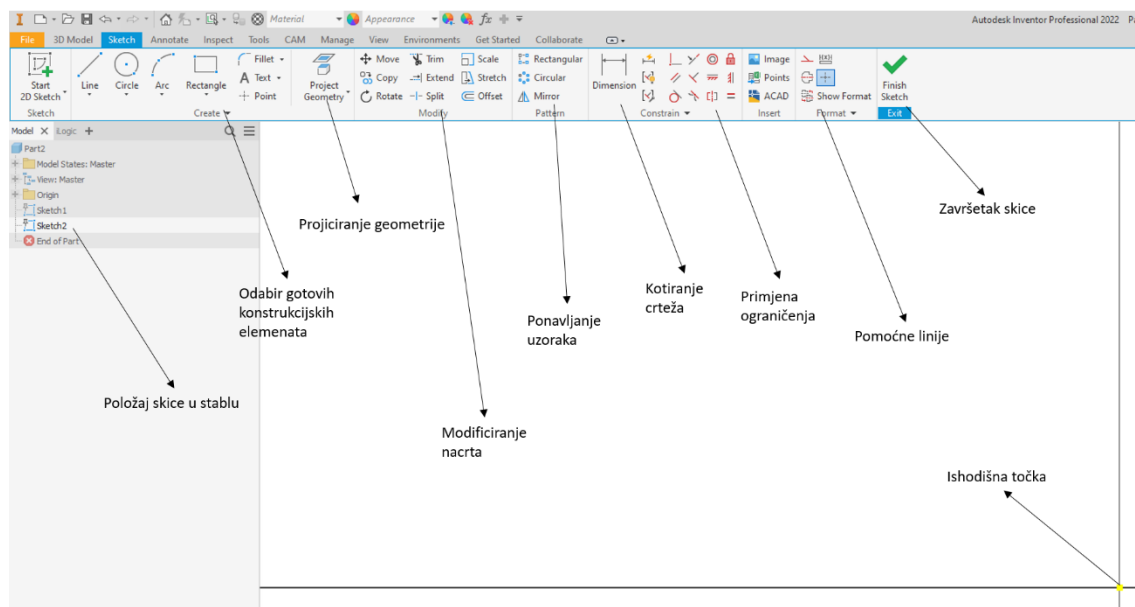 Material
Appearance
Autodesk Inventor Professional 2022
File 3D Model Sketch Annotate Inspect Tools CAM Manage View Environments Get Started Collaborate
Start
2D Sketch
Line
Circle
Arc
Rectangle
Fillet
Text
Point
Project
Geometry
Move
Copy
Rotate
Trim
Extend
Split
Scale
Stretch
Offset
Rectangular
Circular
Mirror
Dimension
Image
Points
ACAD
Show Format
Finish
Sketch
Sketch Create Modify Pattern Constrain Insert Format Exit
Model Logic
Part2
Model States: Master
View: Master
Origin
Sketch1
Sketch2
End of Part
Projiciranje geometrije
Završetak skice
Odabir gotovih
konstrukcijskih
elemenata
Kotiranje
crteža
Primjena
ograničenja
Ponavljanje
uzoraka
Pomoćne linije
Položaj skice u stablu
Modificiranje
nacrta
Ishodišna točka